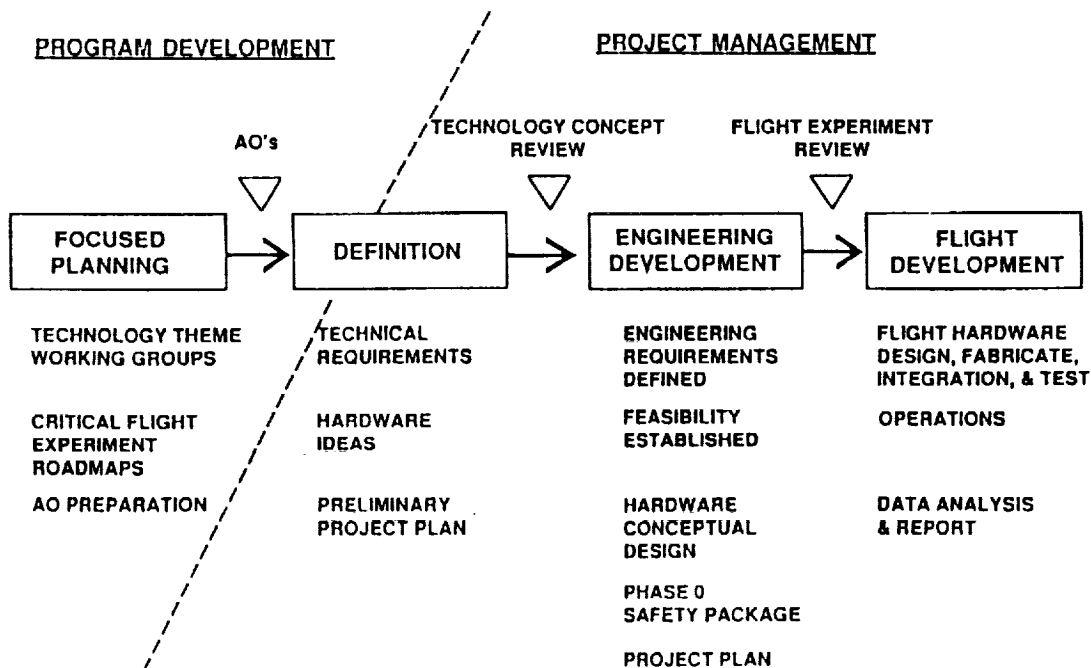 PROGRAM DEVELOPMENT
PROJECT MANAGEMENT
AO's
TECHNOLOGY CONCEPT
REVIEW
FLIGHT EXPERIMENT
REVIEW
FOCUSED
PLANNING
DEFINITION
ENGINEERING
DEVELOPMENT
FLIGHT
DEVELOPMENT
TECHNOLOGY THEME
WORKING GROUPS
CRITICAL FLIGHT
EXPERIMENT
ROADMAPS
AO PREPARATION
TECHNICAL
REQUIREMENTS
HARDWARE
IDEAS
PRELIMINARY
PROJECT PLAN
ENGINEERING
REQUIREMENTS
DEFINED
FEASIBILITY
ESTABLISHED
HARDWARE
CONCEPTUAL
DESIGN
PHASE 0
SAFETY PACKAGE
PROJECT PLAN
FLIGHT HARDWARE
DESIGN, FABRICATE,
INTEGRATION, & TEST
OPERATIONS
DATA ANALYSIS
& REPORT